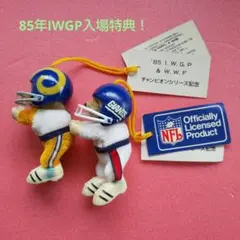 85年IWGP入場特典！
'85 I.W.G.P
& W.W.F
チャンピオンシリーズ記念
GIANTS
NFL
Officially
Licensed
Product